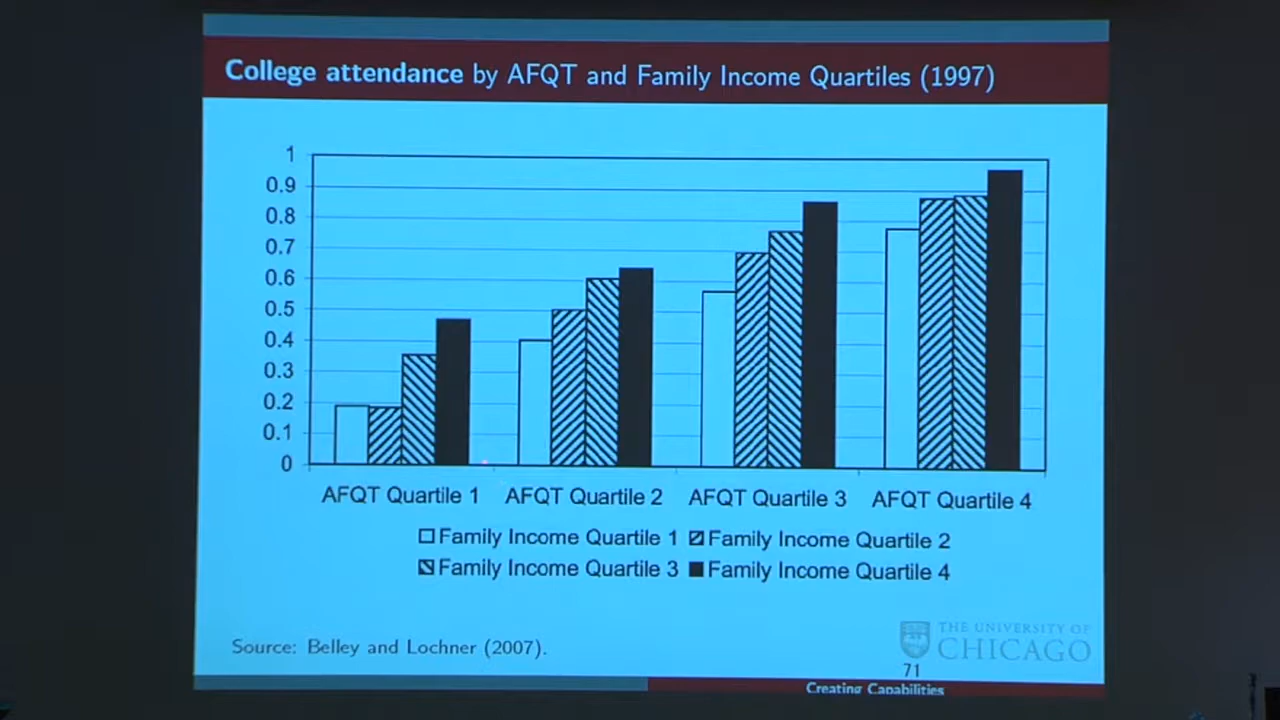 College attendance by AFQT and Family Income Quartiles (1997)
1
0.9
0.8
0.7
0.6
0.5
0.4
0.3
0.2
0.1
0
AFQT Quartile 1 AFQT Quartile 2 AFQT Quartile 3 AFQT Quartile 4
Family Income Quartile 1 Family Income Quartile 2
Family Income Quartile 3 Family Income Quartile 4
Source: Belley and Lochner (2007).
THE UNIVERSITY OF
CHICAGO
71
Creating Capabilities